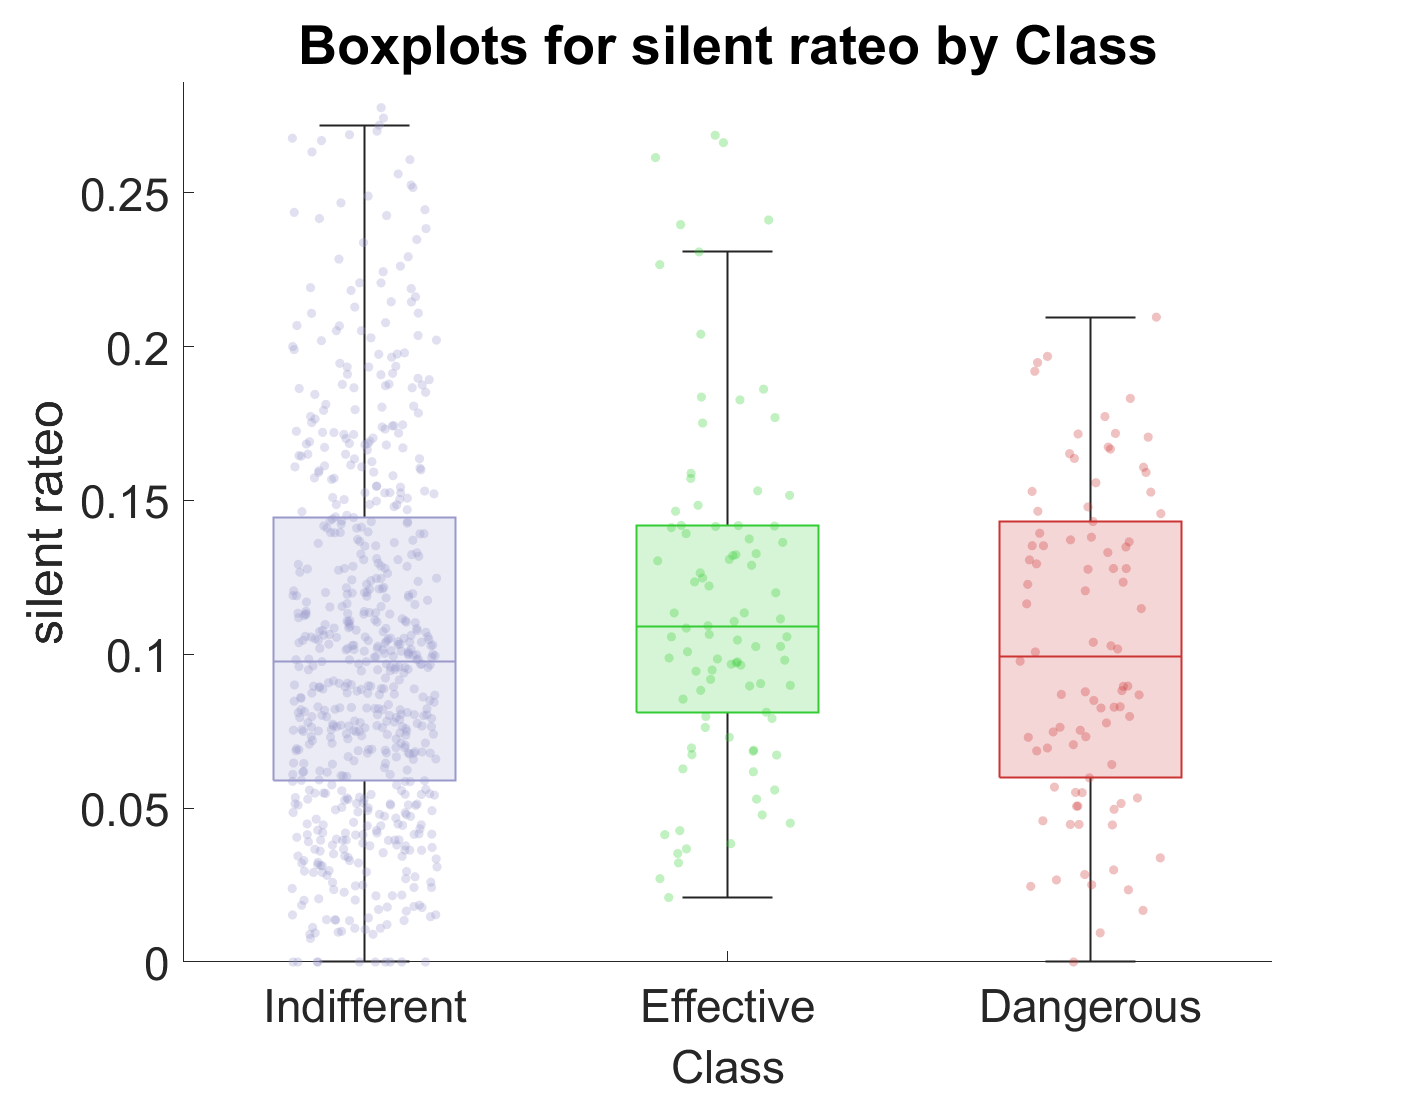 Boxplots for silent rateo by Class
silent rateo
0.25
0.2
0.15
0.1
0.05
0
Indifferent Effective Dangerous
Class